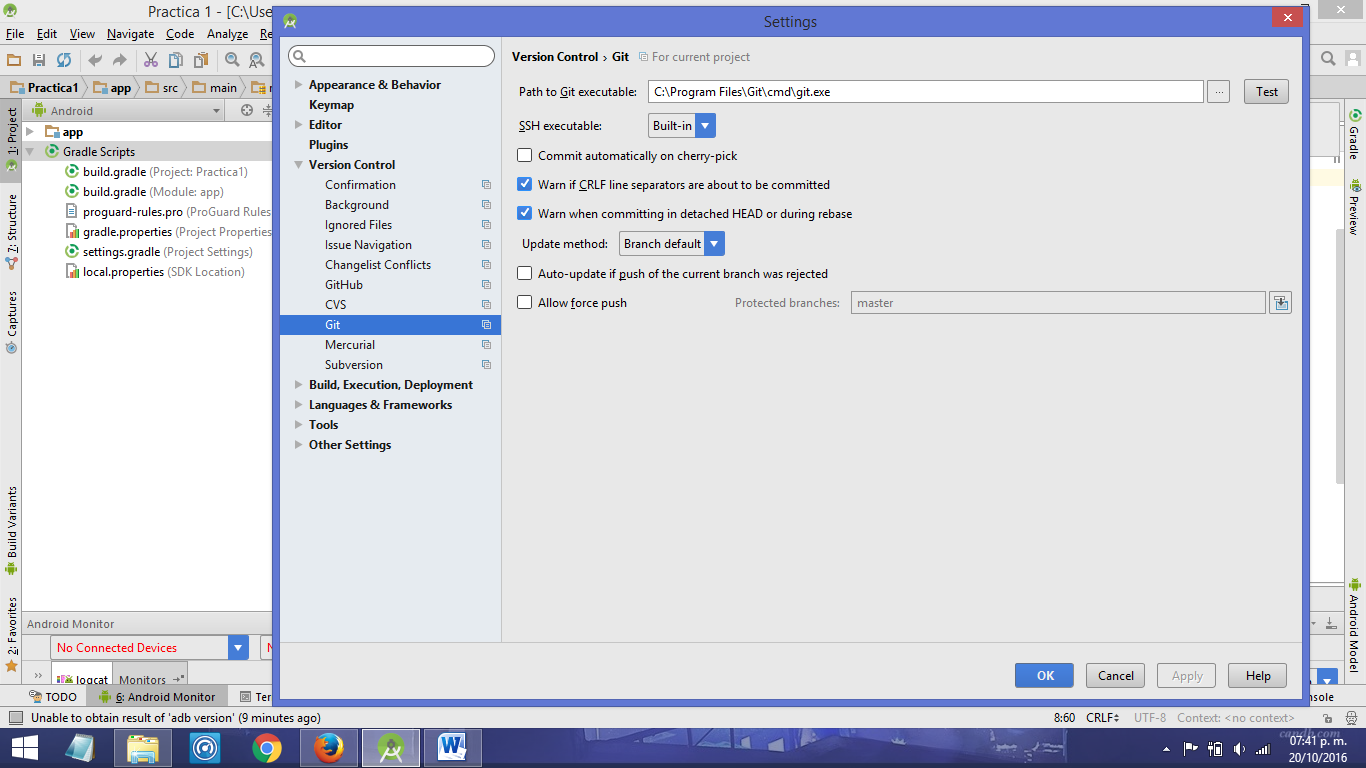 Practica 1 - [C:\Use
Settings
File Edit View Navigate Code Analyze Re
Practica1 app src main
1: Project
7: Structure
Captures
Build Variants
2: Favorites
Android
app
Gradle Scripts
build.gradle (Project: Practica1)
build.gradle (Module: app)
proguard-rules.pro (ProGuard Rules
gradle.properties (Project Properties
settings.gradle (Project Settings)
local.properties (SDK Location)
Appearance & Behavior
Keymap
Editor
Plugins
Version Control
Confirmation
Background
Ignored Files
Issue Navigation
Changelist Conflicts
GitHub
CVS
Git
Mercurial
Subversion
Build, Execution, Deployment
Languages & Frameworks
Tools
Other Settings
Version Control › Git For current project
Path to Git executable: C:\Program Files\Git\cmd\git.exe ... Test
SSH executable: Built-in
Commit automatically on cherry-pick
Warn if CRLF line separators are about to be committed
Warn when committing in detached HEAD or during rebase
Update method: Branch default
Auto-update if push of the current branch was rejected
Allow force push Protected branches: master
OK Cancel Apply Help
Gradle
Preview
Android Model
Android Monitor
No Connected Devices
logcat Monitors
TODO 6: Android Monitor Ter nsole
Unable to obtain result of 'adb version' (9 minutes ago) 8:60 CRLF UTF-8 Context: <no context>
07:41 p. m.
20/10/2016